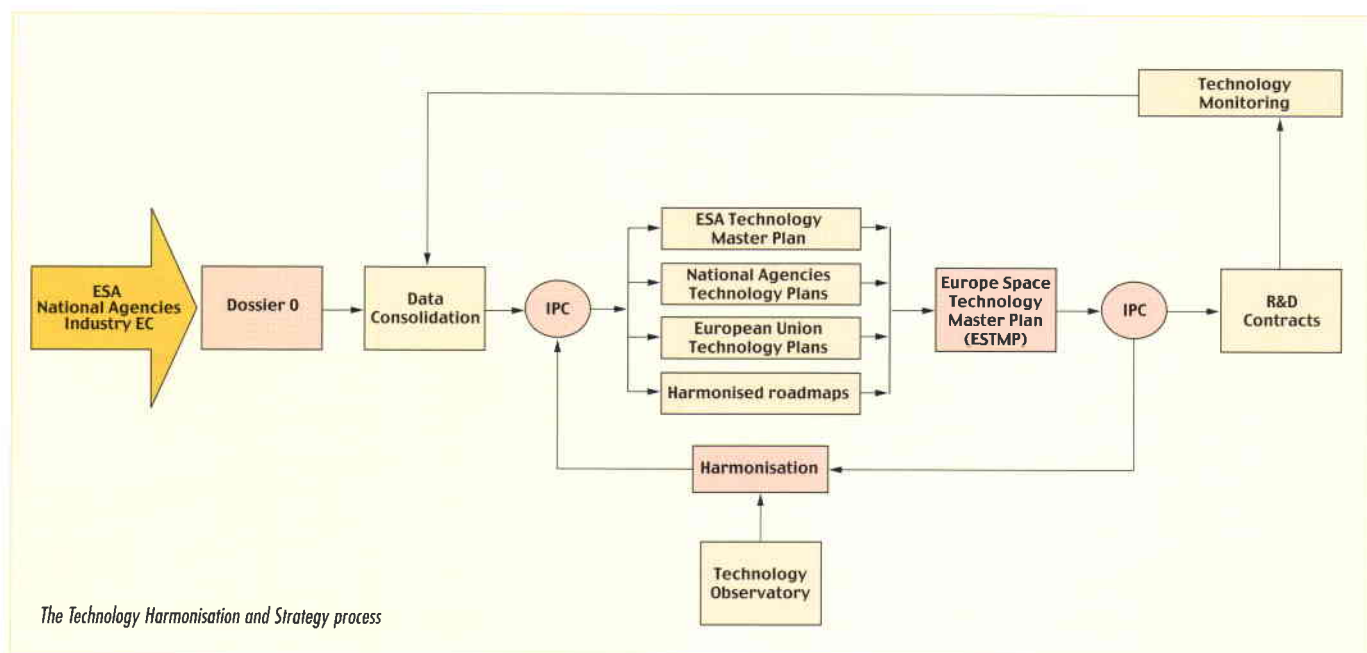 Technology
Monitoring
ESA Technology
Master Plan
ESA
National Agencies
Industry EC
Dossier 0
Data
Consolidation
IPC
National Agencies
Technology Plans
European Union
Technology Plans
Harmonised roadmaps
Europe Space
Technology
Master Plan
(ESTMP)
IPC
R&D
Contracts
Harmonisation
Technology
Observatory
The Technology Harmonisation and Strategy process